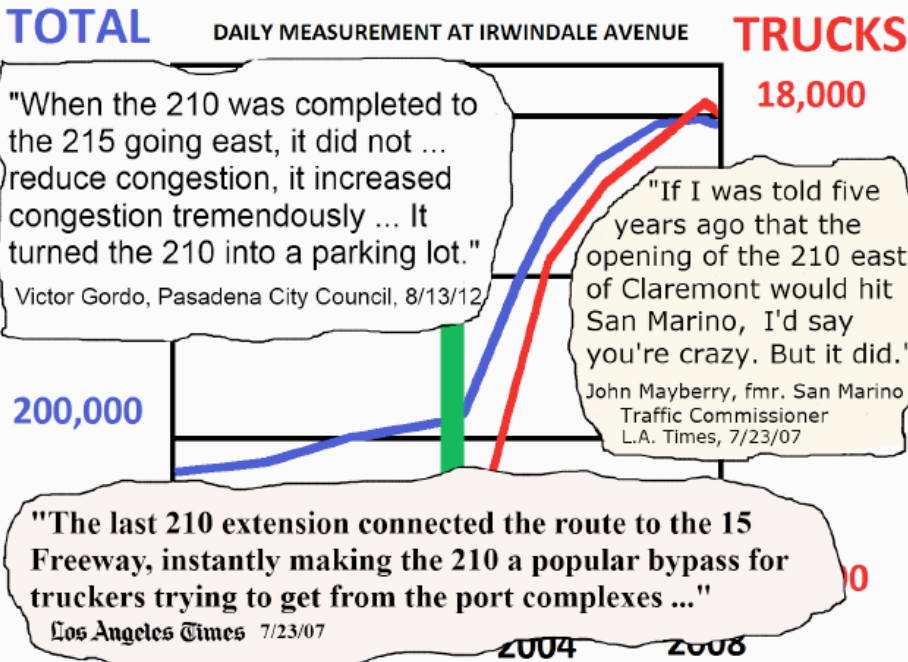 TOTAL
DAILY MEASUREMENT AT IRWINDALE AVENUE
TRUCKS
18,000
"When the 210 was completed to
the 215 going east, it did not ...
reduce congestion, it increased
congestion tremendously ... It
turned the 210 into a parking lot."
Victor Gordo, Pasadena City Council, 8/13/12
"If I was told five
years ago that the
opening of the 210 east
of Claremont would hit
San Marino, I'd say
you're crazy. But it did."
John Mayberry, fmr. San Marino
Traffic Commissioner
L.A. Times, 7/23/07
200,000
"The last 210 extension connected the route to the 15
Freeway, instantly making the 210 a popular bypass for
truckers trying to get from the port complexes ..."
Los Angeles Times 7/23/07
2004
2008